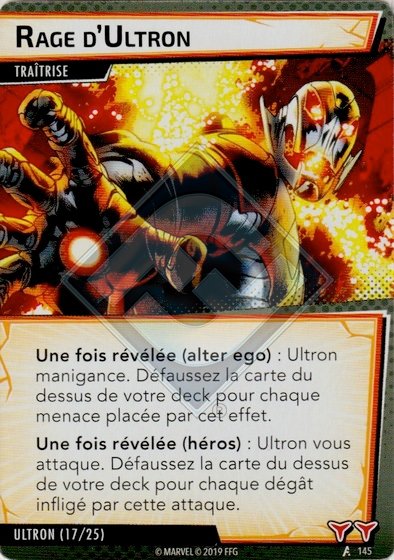 RAGE D'ULTRON
TRAÎTRISE
Une fois révélée (alter ego) : Ultron
manigance. Défaussez la carte du
dessus de votre deck pour chaque
menace placée par cet effet.
Une fois révélée (héros) : Ultron vous
attaque. Défaussez la carte du dessus
de votre deck pour chaque dégât
infligé par cette attaque.
ULTRON (17/25)
© MARVEL © 2019 FFG
145